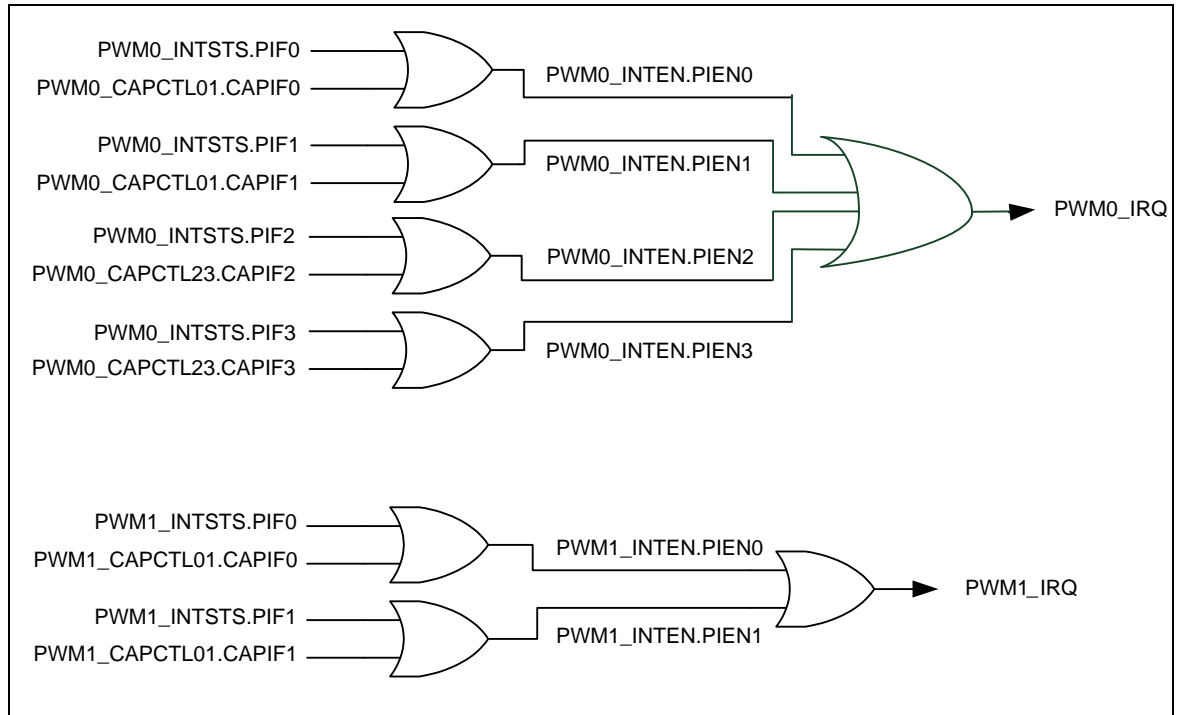 PWM0_INTSTS.PIF0
PWM0_CAPCTL01.CAPIF0
PWM0_INTEN.PIEN0
PWM0_INTSTS.PIF1
PWM0_CAPCTL01.CAPIF1
PWM0_INTEN.PIEN1
PWM0_IRQ
PWM0_INTSTS.PIF2
PWM0_CAPCTL23.CAPIF2
PWM0_INTEN.PIEN2
PWM0_INTSTS.PIF3
PWM0_CAPCTL23.CAPIF3
PWM0_INTEN.PIEN3
PWM1_INTSTS.PIF0
PWM1_CAPCTL01.CAPIF0
PWM1_INTEN.PIEN0
PWM1_IRQ
PWM1_INTSTS.PIF1
PWM1_CAPCTL01.CAPIF1
PWM1_INTEN.PIEN1